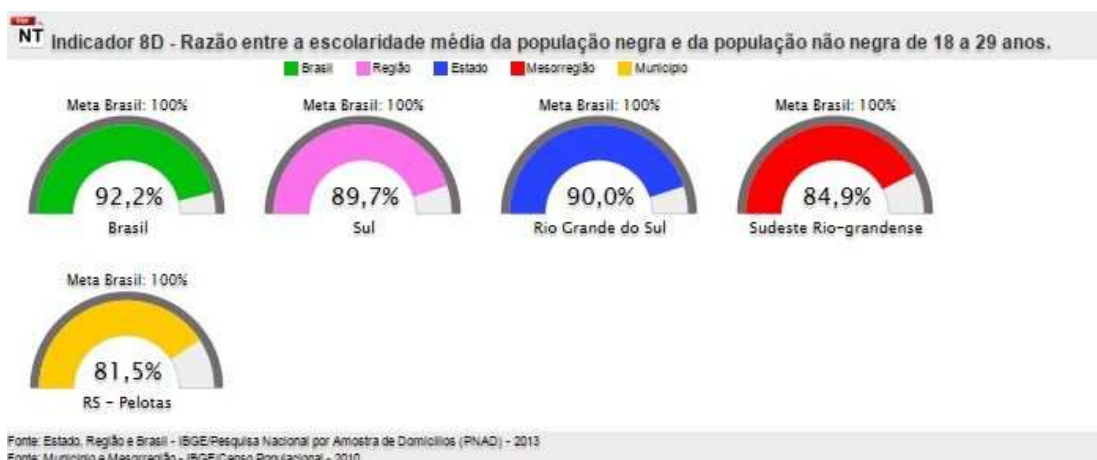 PDF
NT Indicador 8D - Razão entre a escolaridade média da população negra e da população não negra de 18 a 29 anos.
Brasil Região Estado Mesorregião Município
Meta Brasil: 100% Meta Brasil: 100% Meta Brasil: 100% Meta Brasil: 100%
92,2% 89,7% 90,0% 84,9%
Brasil Sul Rio Grande do Sul Sudeste Rio-grandense
Meta Brasil: 100%
81,5%
RS - Pelotas
Fonte: Estado, Região e Brasil - IBGE/Pesquisa Nacional por Amostra de Domicílios (PNAD) - 2013
Fonte: Município e Mesorregião - IBGE/Censo Populacional - 2010